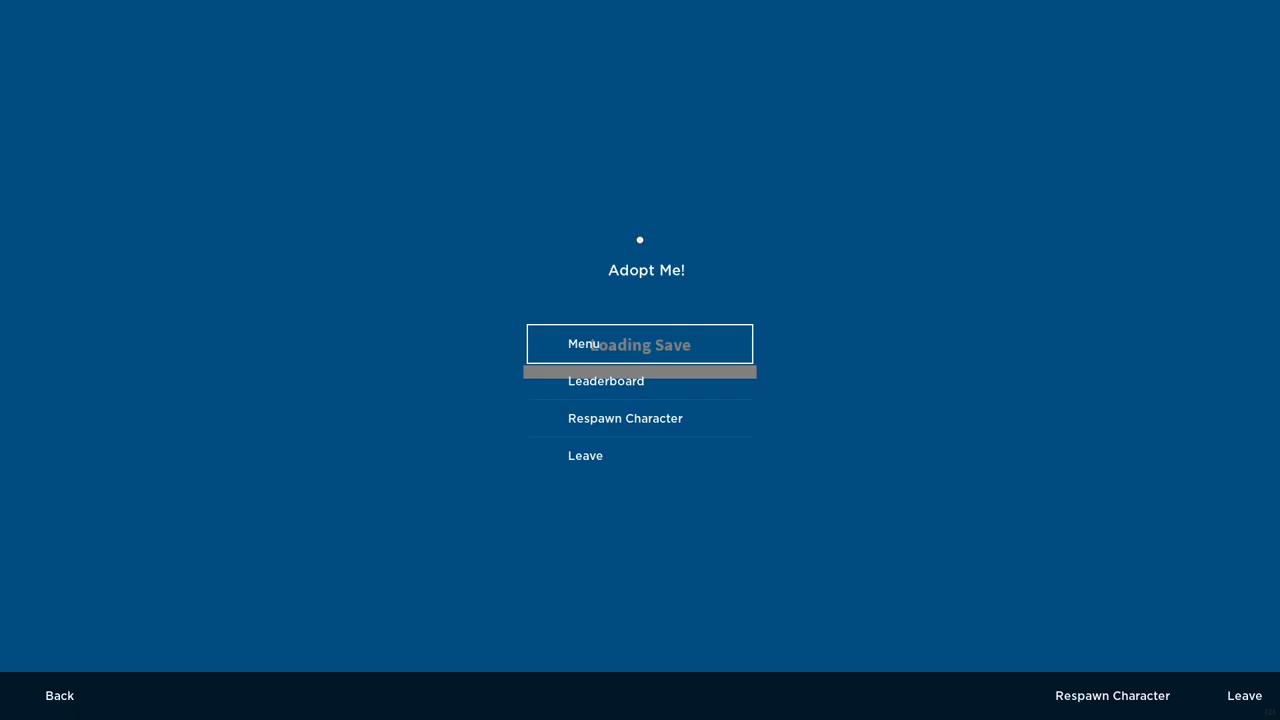 Adopt Me!
Menu
Loading Save
Leaderboard
Respawn Character
Leave
Back
Respawn Character
Leave